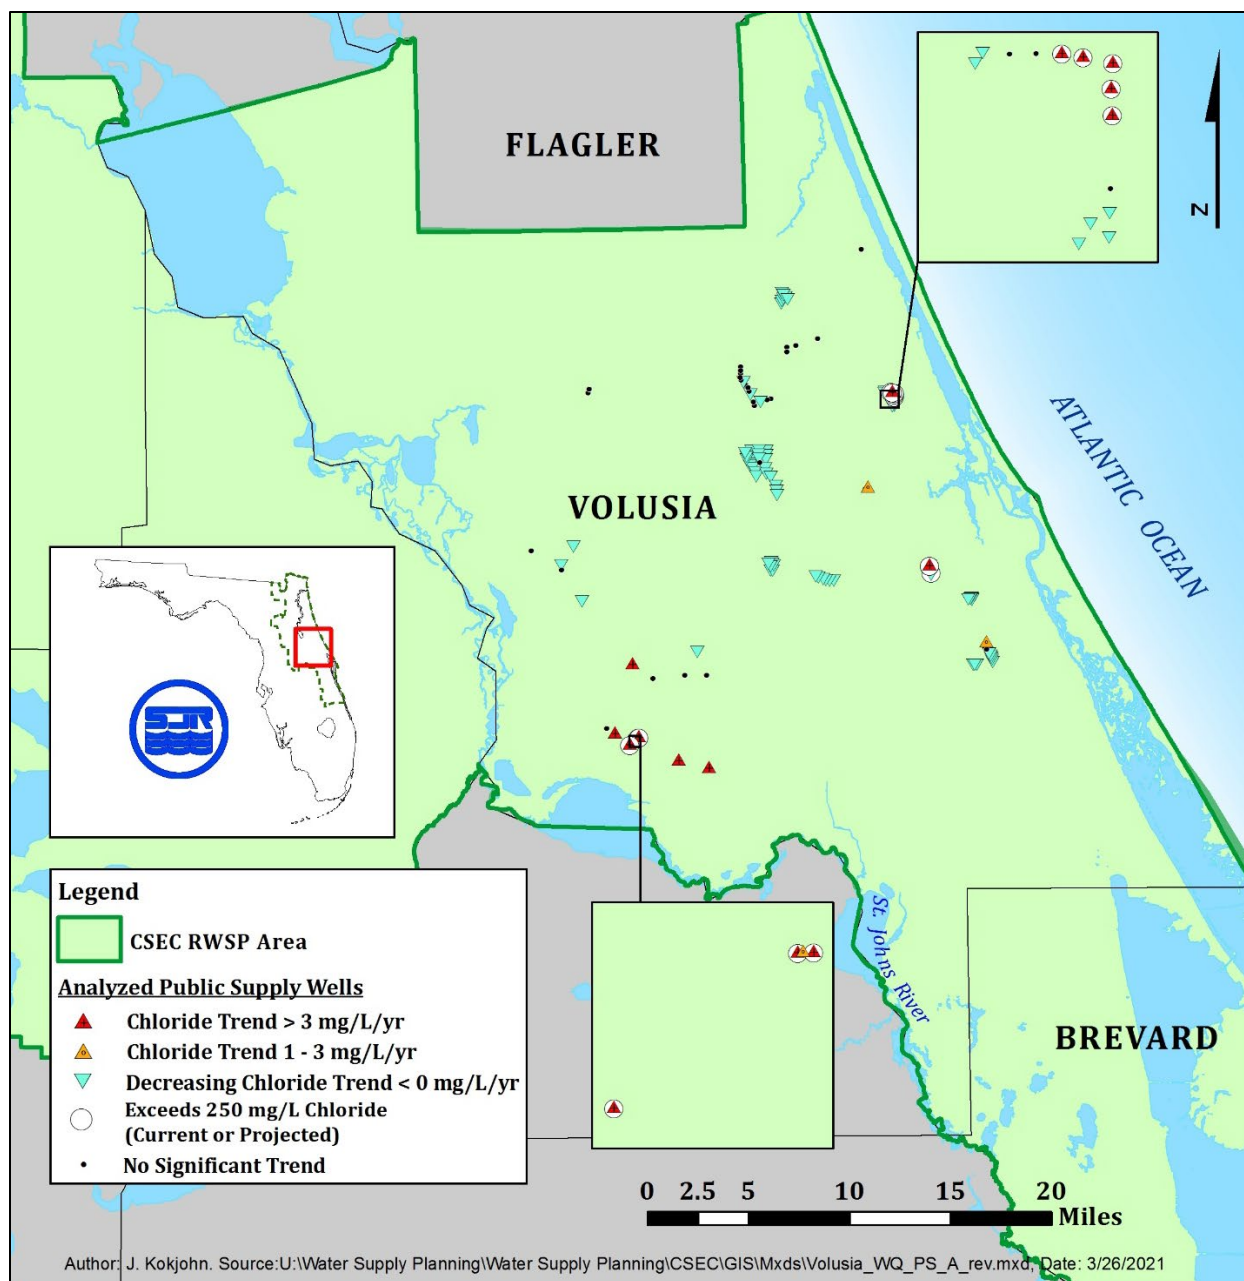 FLAGLER
N
ATLANTIC OCEAN
VOLUSIA
SJR
St. Johns River
BREVARD
Legend
CSEC RWSP Area
Analyzed Public Supply Wells
Chloride Trend > 3 mg/L/yr
Chloride Trend 1 - 3 mg/L/yr
Decreasing Chloride Trend < 0 mg/L/yr
Exceeds 250 mg/L Chloride
(Current or Projected)
No Significant Trend
0 2.5 5 10 15 20
Miles
Author: J. Kokjohn. Source:U:\Water Supply Planning\Water Supply Planning\CSEC\GIS\Mxds\Volusia_WQ_PS_A_rev.mxd, Date: 3/26/2021